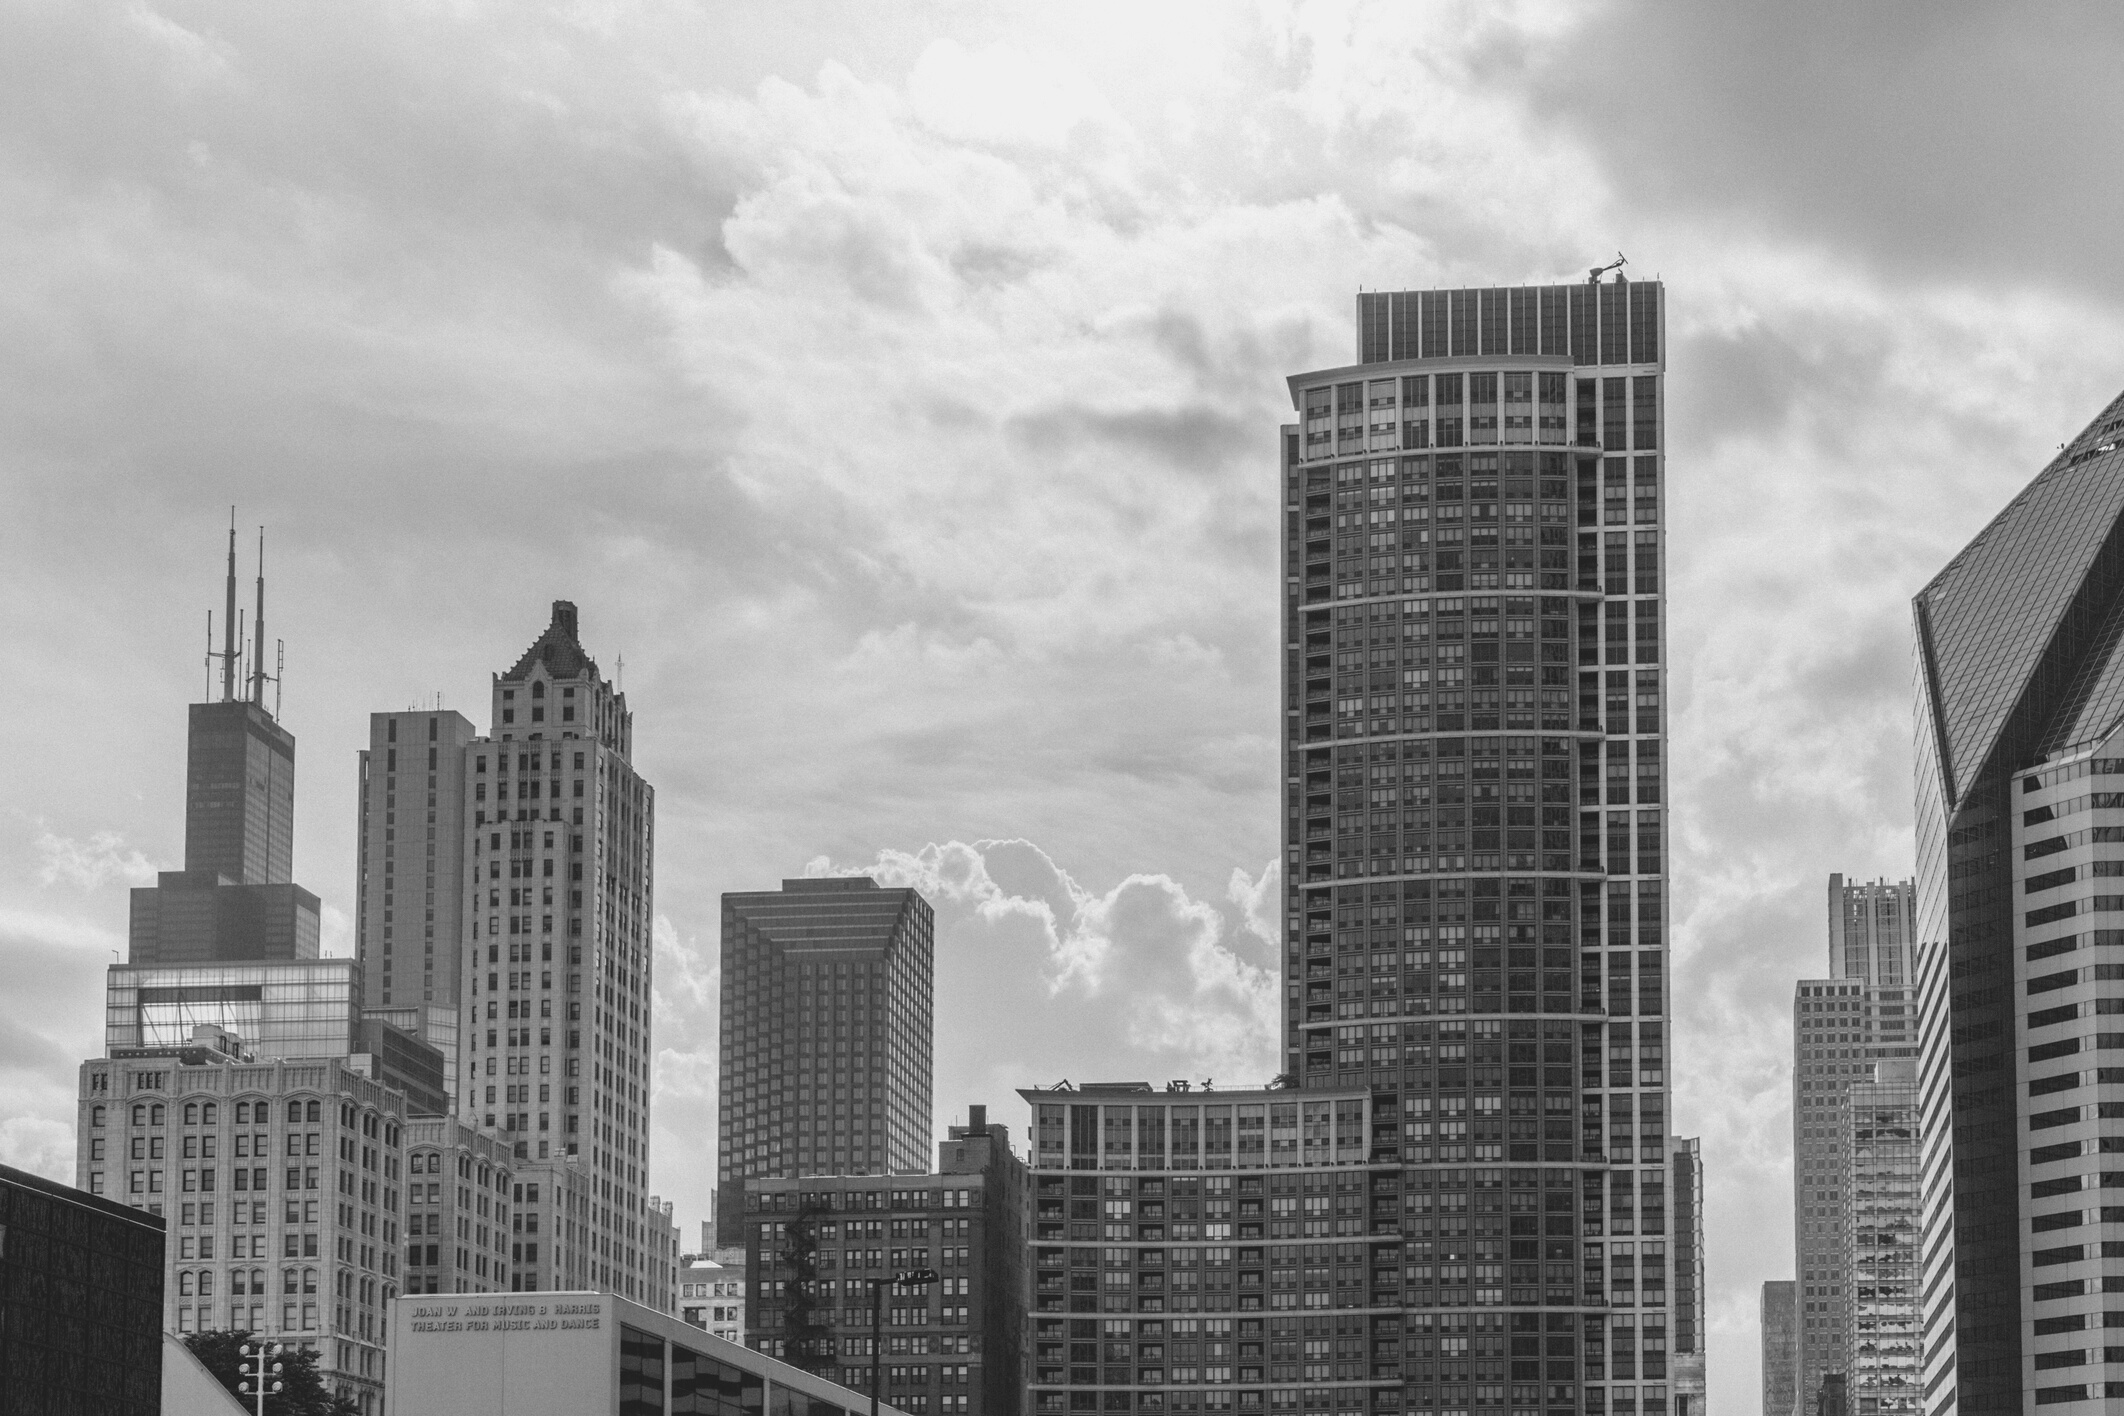 JOAN W AND IRVING B HARRIS
THEATER FOR MUSIC AND DANCE